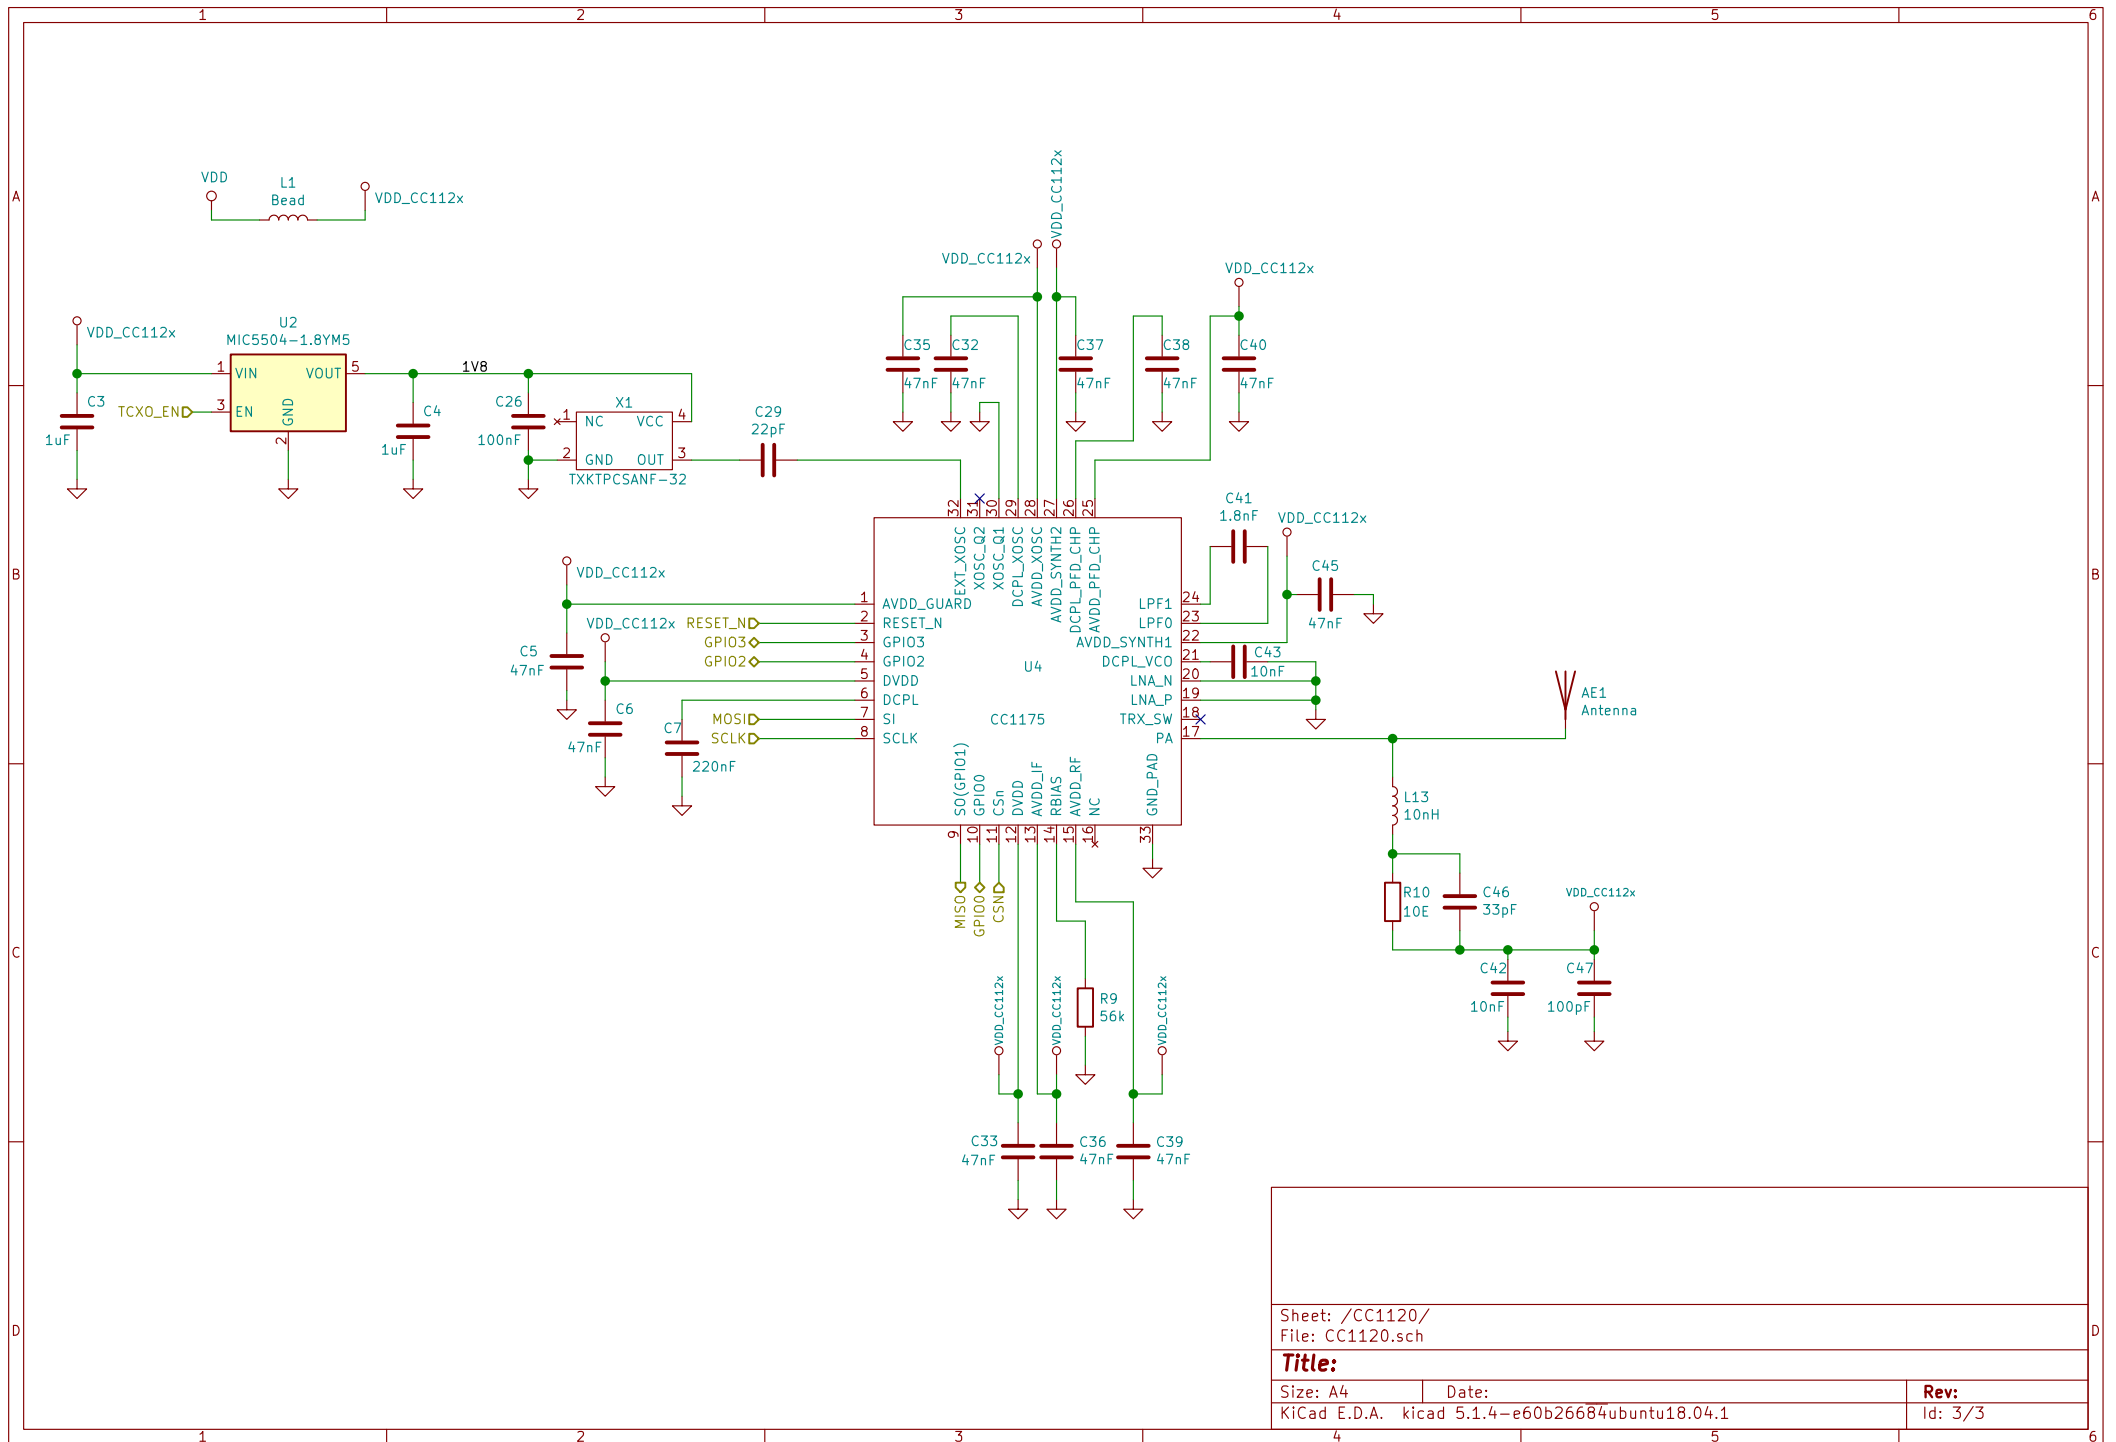 1 2 3 4 5 6
A
A
VDD
L1
Bead
VDD_CC112x
VDD_CC112x
VDD_CC112x
VDD_CC112x
VDD_CC112x
U2
MIC5504-1.8YM5
1 VIN
VOUT 5
3 EN
GND
2
TCXO_EN
C3
1uF
1V8
C4
1uF
C26
100nF
X1
1 NC
VCC 4
2 GND
OUT 3
TXKTPCSANF-32
C29
22pF
C35
47nF
C32
47nF
C37
47nF
C38
47nF
C40
47nF
32 31 30 29 28 27 26 25
EXT_XOSC
XOSC_Q2
XOSC_Q1
DCPL_XOSC
AVDD_XOSC
AVDD_SYNTH2
DCPL_PFD_CHP
AVDD_PFD_CHP
B
B
VDD_CC112x
C5
47nF
VDD_CC112x
C6
47nF
C7
220nF
RESET_N
GPIO3
GPIO2
MOSI
SCLK
1 AVDD_GUARD
2 RESET_N
3 GPIO3
4 GPIO2
5 DVDD
6 DCPL
7 SI
8 SCLK
U4
CC1175
LPF1 24
LPF0 23
AVDD_SYNTH1 22
DCPL_VCO 21
LNA_N 20
LNA_P 19
TRX_SW 18
PA 17
C41
1.8nF
VDD_CC112x
C45
47nF
C43
10nF
AE1
Antenna
SO(GPIO1)
GPIO0
CSn
DVDD
AVDD_IF
RBIAS
AVDD_RF
NC
GND_PAD
9 10 11 12 13 14 15 16 33
MISO
GPIO0
CSN
L13
10nH
R10
10E
C46
33pF
VDD_CC112x
C42
10nF
C47
100pF
C
C
VDD_CC112x
VDD_CC112x
R9
56k
VDD_CC112x
C33
47nF
C36
47nF
C39
47nF
D
D
Sheet: /CC1120/
File: CC1120.sch
Title:
Size: A4
Date:
Rev:
KiCad E.D.A. kicad 5.1.4-e60b26684ubuntu18.04.1
Id: 3/3
1 2 3 4 5 6